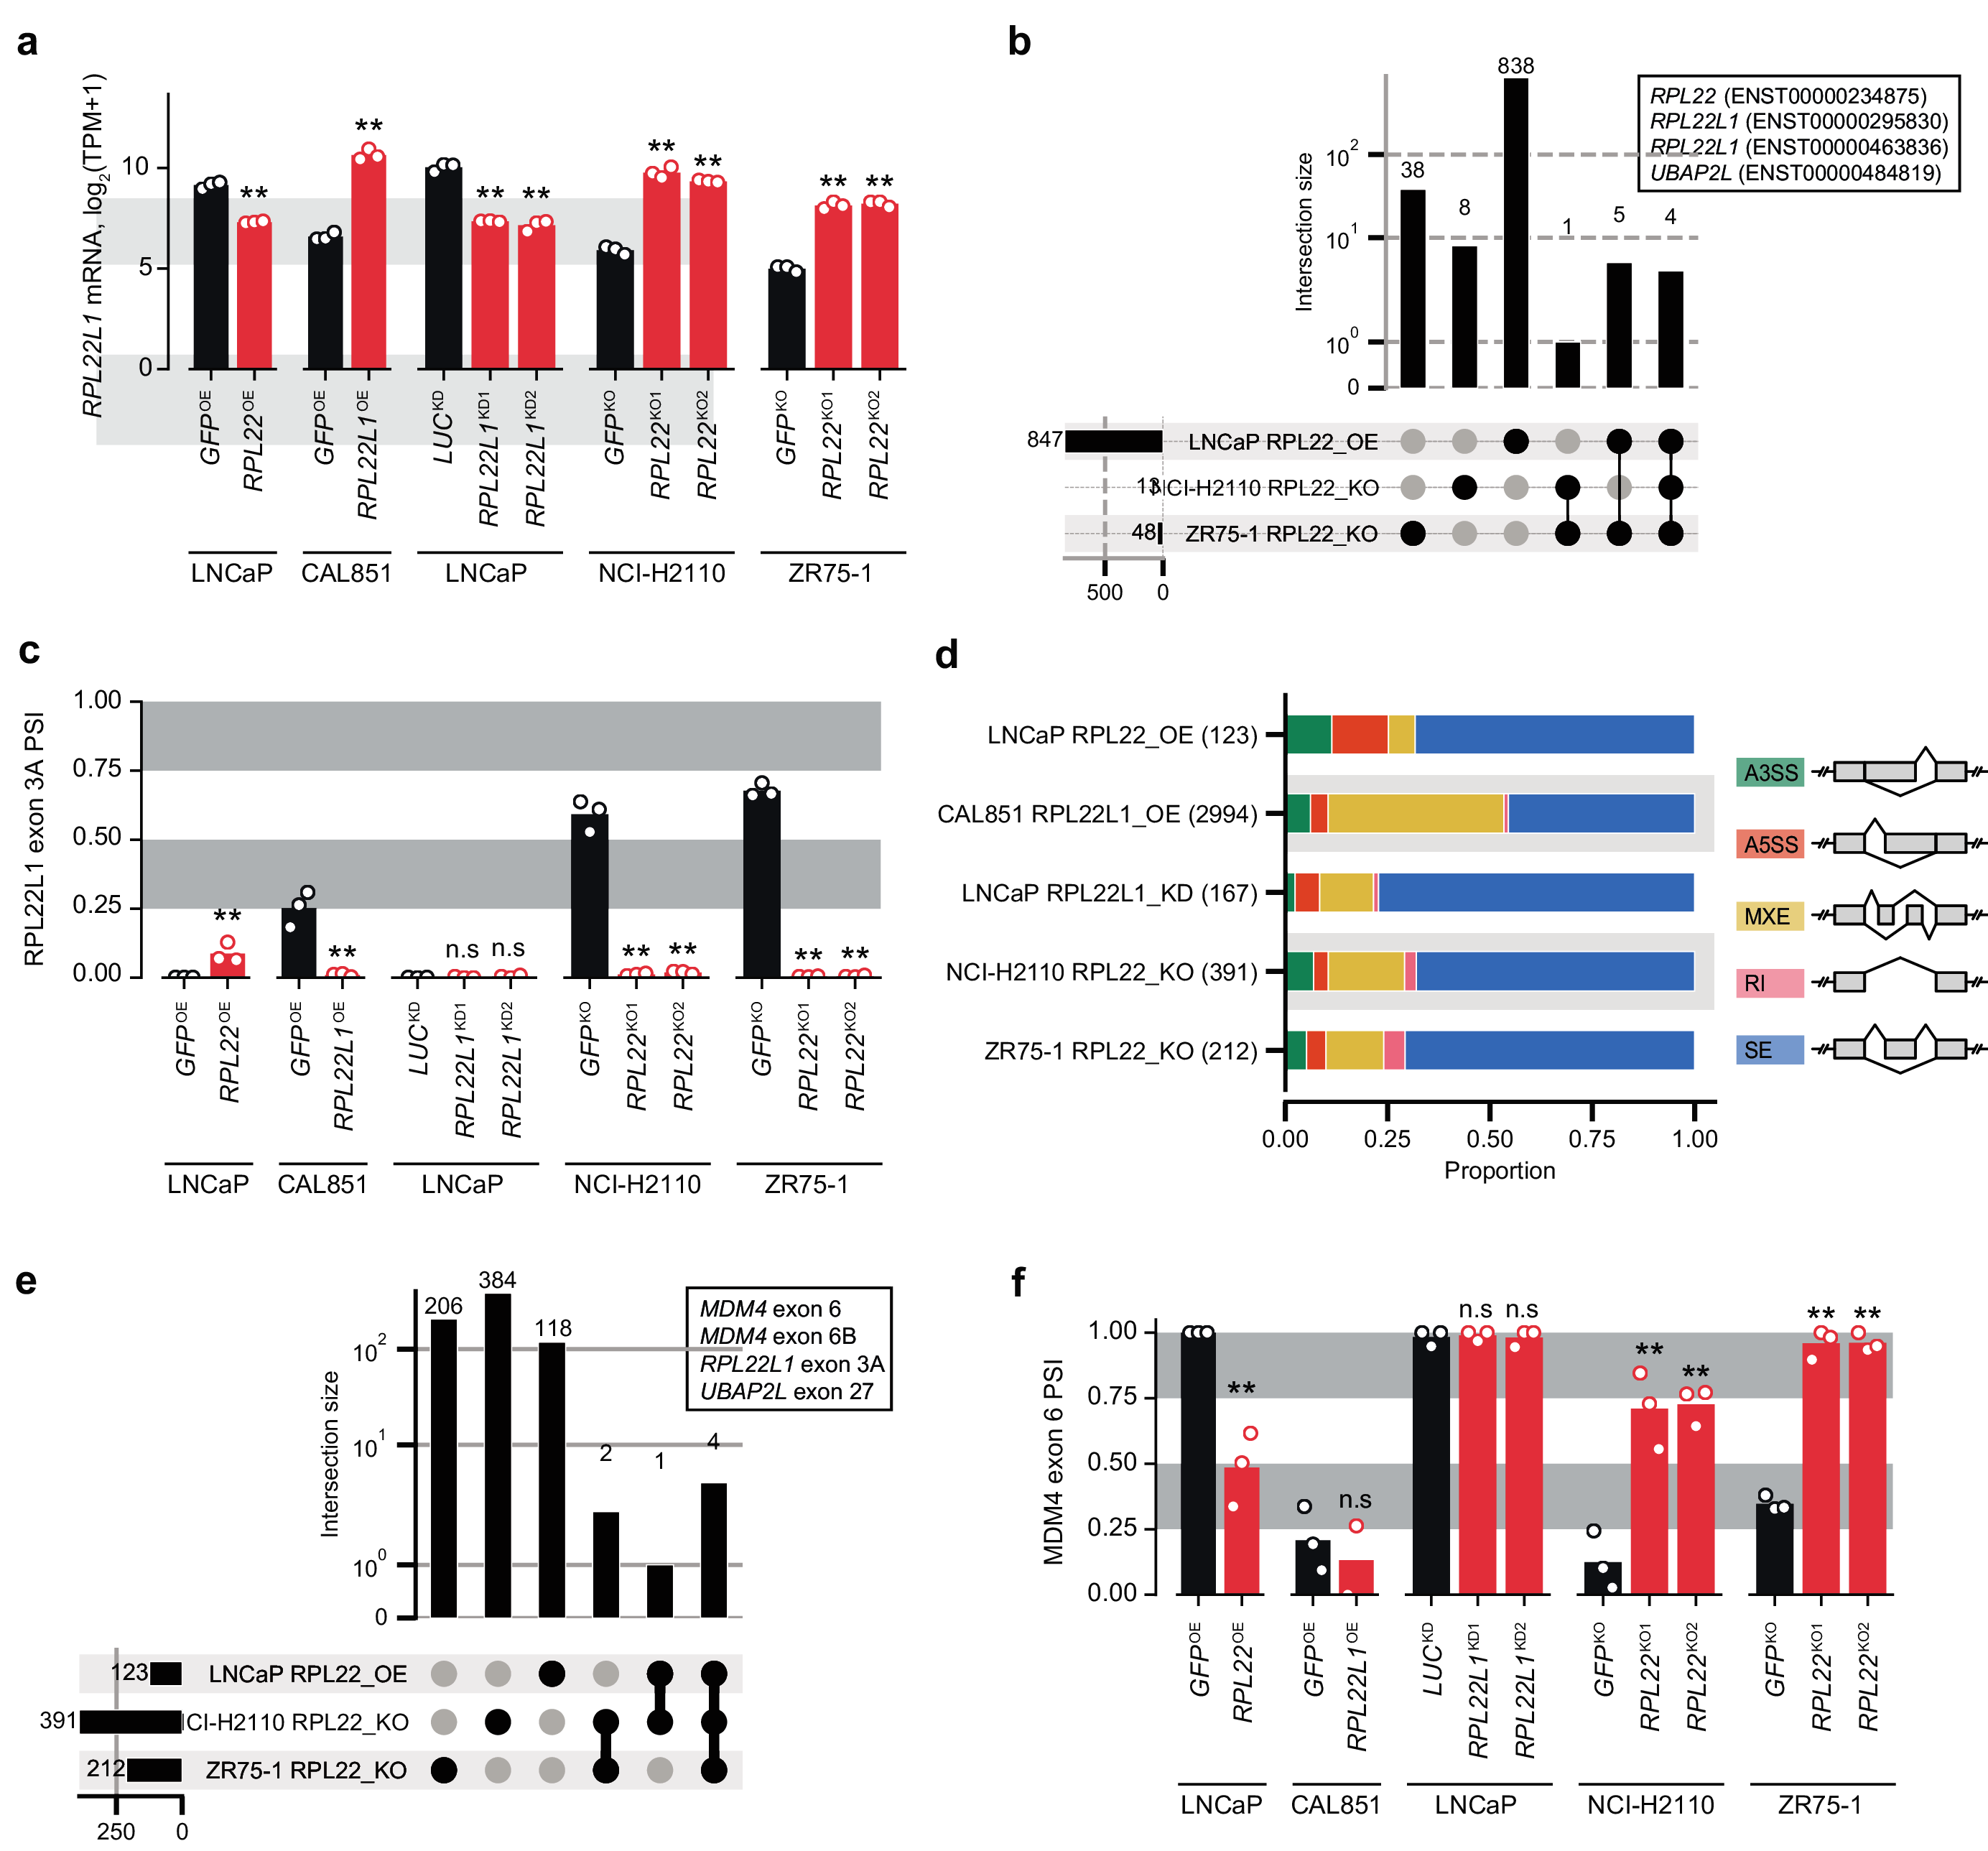 a
RPL22L1 mRNA, log2(TPM+1)
10
5
0
** ** ** ** ** ** ** **
GFPOE
RPL22OE
GFPOE
RPL22L1OE
LUCKD
RPL22L1KD1
RPL22L1KD2
GFPKO
RPL22KO1
RPL22KO2
GFPKO
RPL22KO1
RPL22KO2
LNCaP CAL851 LNCaP NCI-H2110 ZR75-1
b
Intersection size
102
101
100
0
38 8 838 1 5 4
RPL22 (ENST00000234875)
RPL22L1 (ENST00000295830)
RPL22L1 (ENST00000463836)
UBAP2L (ENST00000484819)
847 LNCaP RPL22_OE
13 NCI-H2110 RPL22_KO
48 ZR75-1 RPL22_KO
500 0
c
RPL22L1 exon 3A PSI
1.00
0.75
0.50
0.25
0.00
** ** n.s n.s ** ** ** **
GFPOE
RPL22OE
GFPOE
RPL22L1OE
LUCKD
RPL22L1KD1
RPL22L1KD2
GFPKO
RPL22KO1
RPL22KO2
GFPKO
RPL22KO1
RPL22KO2
LNCaP CAL851 LNCaP NCI-H2110 ZR75-1
d
LNCaP RPL22_OE (123)
CAL851 RPL22L1_OE (2994)
LNCaP RPL22L1_KD (167)
NCI-H2110 RPL22_KO (391)
ZR75-1 RPL22_KO (212)
0.00 0.25 0.50 0.75 1.00
Proportion
A3SS
A5SS
MXE
RI
SE
e
Intersection size
102
101
100
0
206 384 118 2 1 4
MDM4 exon 6
MDM4 exon 6B
RPL22L1 exon 3A
UBAP2L exon 27
123 LNCaP RPL22_OE
391 CI-H2110 RPL22_KO
212 ZR75-1 RPL22_KO
250 0
f
MDM4 exon 6 PSI
1.00
0.75
0.50
0.25
0.00
** n.s n.s n.s ** ** ** **
GFPOE
RPL22OE
GFPOE
RPL22L1OE
LUCKD
RPL22L1KD1
RPL22L1KD2
GFPKO
RPL22KO1
RPL22KO2
GFPKO
RPL22KO1
RPL22KO2
LNCaP CAL851 LNCaP NCI-H2110 ZR75-1